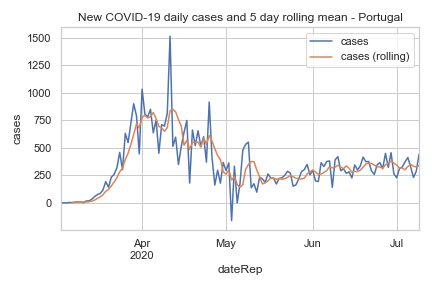 New COVID-19 daily cases and 5 day rolling mean - Portugal
cases
cases (rolling)
1500
1250
1000
750
500
250
0
cases
Apr
2020
May
Jun
Jul
dateRep